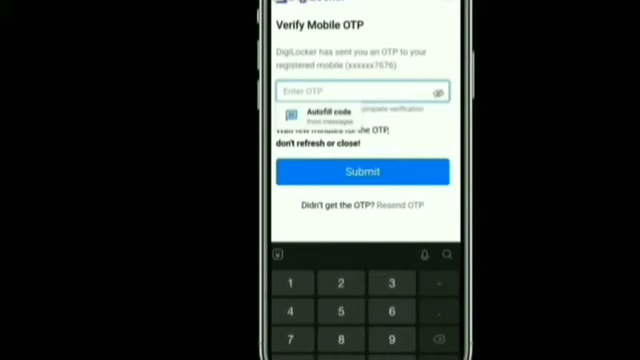 Verify Mobile OTP
DigiLocker has sent you an OTP to your
registered mobile (xxxxxx7676)
Enter OTP
Autofill code
from messages
complete verification
the OTP,
don't refresh or close!
Submit
Didn't get the OTP? Resend OTP
1 2 3 -
4 5 6 .
7 8 9